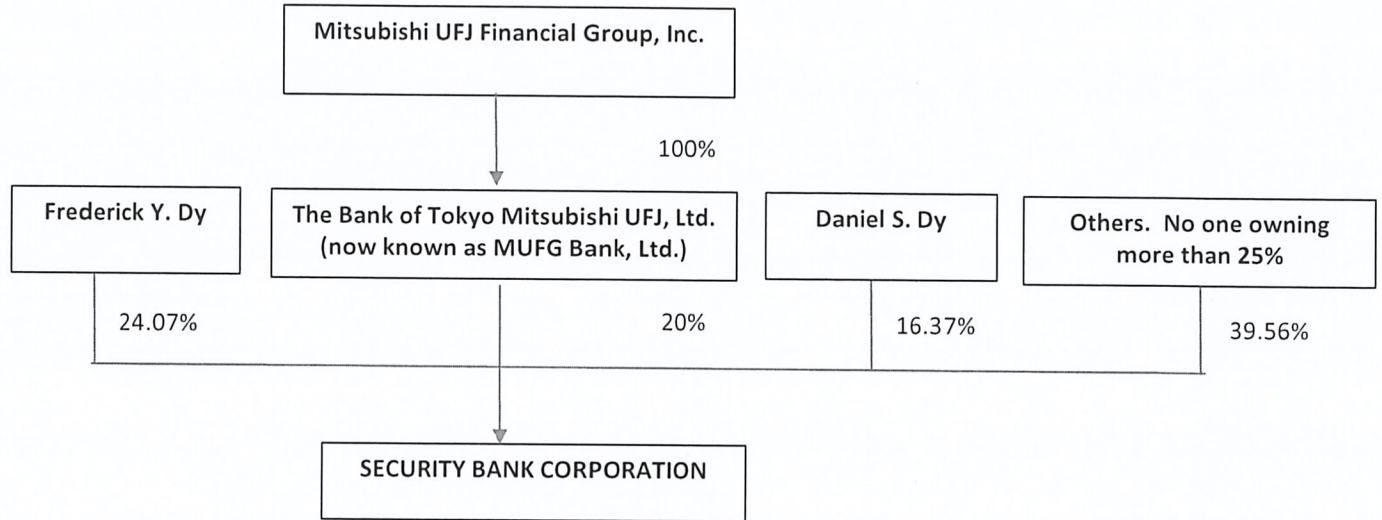 Mitsubishi UFJ Financial Group, Inc.
100%
Frederick Y. Dy
The Bank of Tokyo Mitsubishi UFJ, Ltd.
(now known as MUFG Bank, Ltd.)
Daniel S. Dy
Others.  No one owning
more than 25%
24.07%
20%
16.37%
39.56%
SECURITY BANK CORPORATION